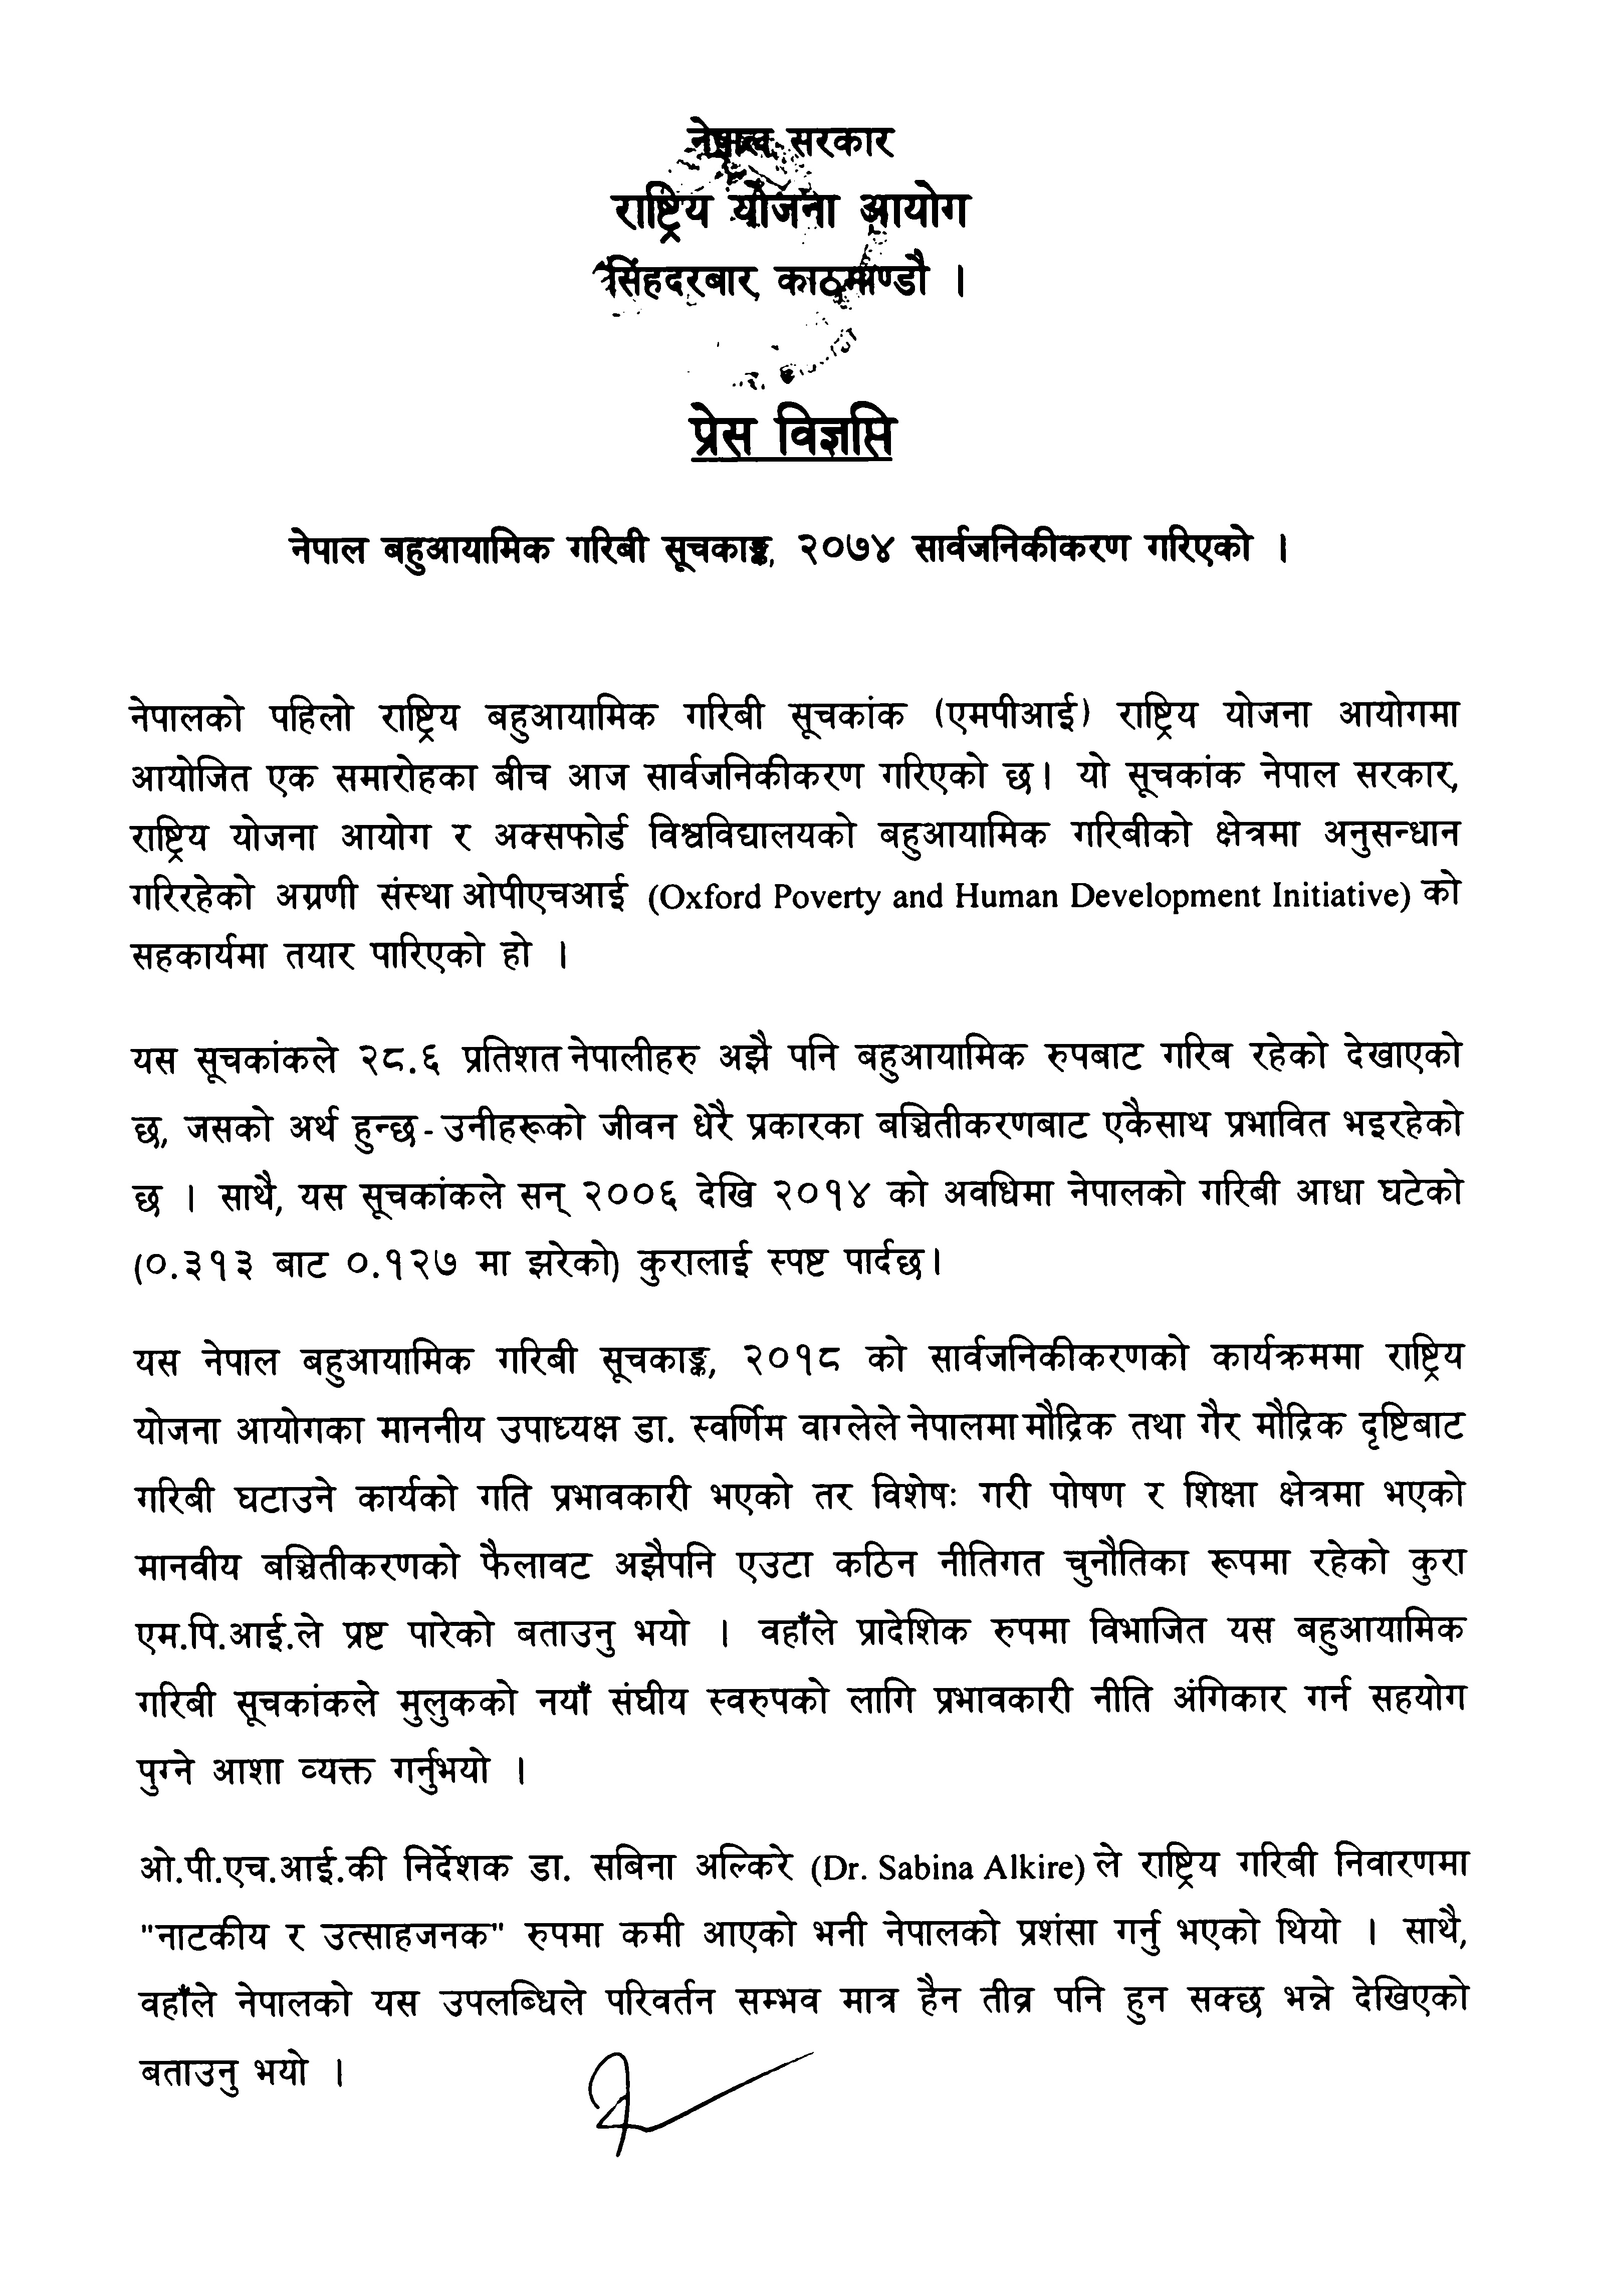 नेपाल सरकार
राष्ट्रिय योजना आयोग
सिंहदरबार, काठमाण्डौ ।
प्रेस विज्ञप्ति
नेपाल बहुआयामिक गरिबी सूचकाङ्क, २०७४ सार्वजनिकीकरण गरिएको ।
नेपालको पहिलो राष्ट्रिय बहुआयामिक गरिबी सूचकांक (एमपीआई) राष्ट्रिय योजना आयोगमा
आयोजित एक समारोहका बीच आज सार्वजनिकीकरण गरिएको छ। यो सूचकांक नेपाल सरकार,
राष्ट्रिय योजना आयोग र अक्सफोर्ड विश्वविद्यालयको बहुआयामिक गरिबीको क्षेत्रमा अनुसन्धान
गरिरहेको अग्रणी संस्था ओपीएचआई (Oxford Poverty and Human Development Initiative) को
सहकार्यमा तयार पारिएको हो ।
यस सूचकांकले २८.६ प्रतिशत नेपालीहरु अझै पनि बहुआयामिक रुपबाट गरिब रहेको देखाएको
छ, जसको अर्थ हुन्छ - उनीहरूको जीवन धेरै प्रकारका बञ्चितीकरणबाट एकैसाथ प्रभावित भइरहेको
छ । साथै, यस सूचकांकले सन् २००६ देखि २०१४ को अवधिमा नेपालको गरिबी आधा घटेको
(०.३१३ बाट ०.१२७ मा झरेको) कुरालाई स्पष्ट पार्दछ।
यस नेपाल बहुआयामिक गरिबी सूचकाङ्क, २०१८ को सार्वजनिकीकरणको कार्यक्रममा राष्ट्रिय
योजना आयोगका माननीय उपाध्यक्ष डा. स्वर्णिम वाग्लेले नेपालमा मौद्रिक तथा गैर मौद्रिक दृष्टिबाट
गरिबी घटाउने कार्यको गति प्रभावकारी भएको तर विशेषः गरी पोषण र शिक्षा क्षेत्रमा भएको
मानवीय बञ्चितीकरणको फैलावट अझैपनि एउटा कठिन नीतिगत चुनौतिका रूपमा रहेको कुरा
एम.पि.आई.ले प्रष्ट पारेको बताउनु भयो । वहाँले प्रादेशिक रुपमा विभाजित यस बहुआयामिक
गरिबी सूचकांकले मुलुकको नयाँ संघीय स्वरुपको लागि प्रभावकारी नीति अंगिकार गर्न सहयोग
पुग्ने आशा व्यक्त गर्नुभयो ।
ओ.पी.एच.आई.की निर्देशक डा. सबिना अल्किरे (Dr. Sabina Alkire) ले राष्ट्रिय गरिबी निवारणमा
"नाटकीय र उत्साहजनक" रुपमा कमी आएको भनी नेपालको प्रशंसा गर्नु भएको थियो । साथै,
वहाँले नेपालको यस उपलब्धिले परिवर्तन सम्भव मात्र हैन तीव्र पनि हुन सक्छ भन्ने देखिएको
बताउनु भयो ।